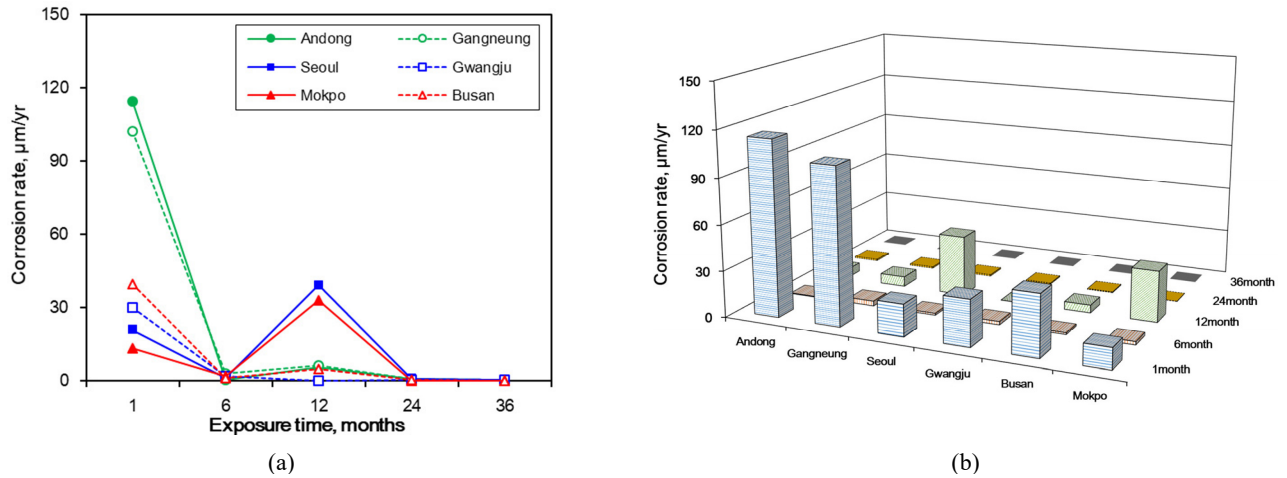 150
120
90
60
30
0
Corrosion rate, µm/yr
Andong
Gangneung
Seoul
Gwangju
Mokpo
Busan
1 6 12 24 36
Exposure time, months
(a)
150
120
90
60
30
0
Corrosion rate, µm/yr
Andong
Gangneung
Seoul
Gwangju
Busan
Mokpo
36month
24month
12month
6month
1month
(b)